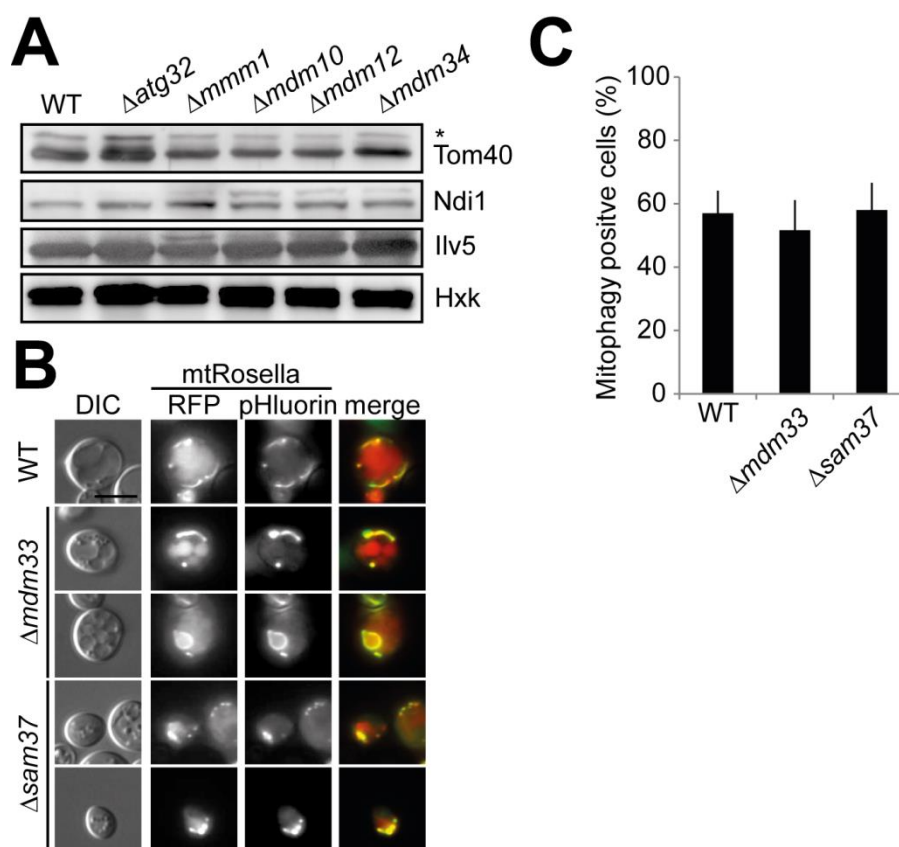 A
WT
Δatg32
Δmmm1
Δmdm10
Δmdm12
Δmdm34
*
Tom40
Ndi1
Ilv5
Hxk
B
mtRosella
DIC RFP pHluorin merge
WT
Δmdm33
Δsam37
C
Mitophagy positve cells (%)
100
80
60
40
20
0
WT
Δmdm33
Δsam37